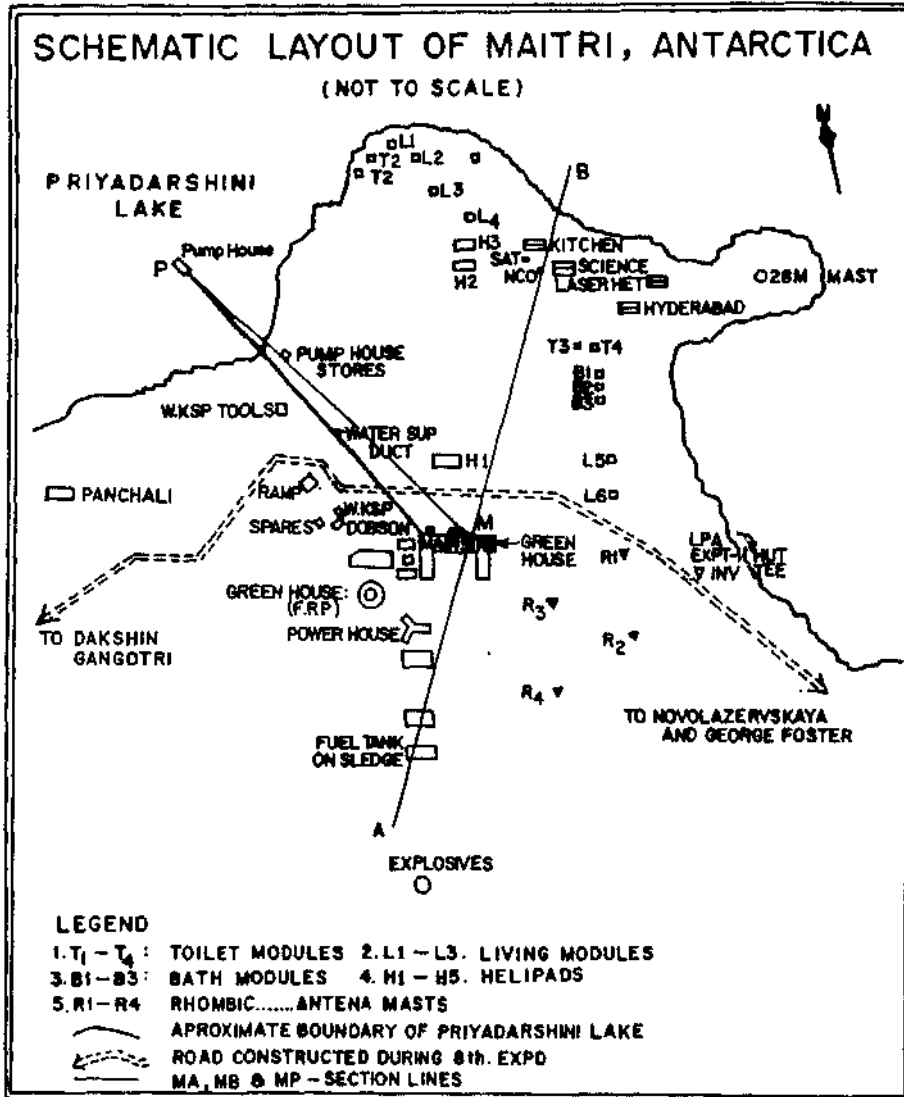 SCHEMATIC LAYOUT OF MAITRI, ANTARCTICA
(NOT TO SCALE)
N
L1
T2
L2
T2
L3
L4
B
PRIYADARSHINI
LAKE
Pump House
P
H3
KITCHEN
SAT-
NCO
SCIENCE
H2
LASER HET
26M MAST
HYDERABAD
T3
T4
PUMP HOUSE
STORES
B1
B3
W.KSP TOOLS
WATER SUP
DUCT
H1
L5
PANCHALI
RAMP
L6
W.KSP
SPARES
DOBSON
M
GREEN
HOUSE
R1
LPA
EXPT-H HUT
INV TEE
GREEN HOUSE:
(F.R.P)
R3
POWER HOUSE
R2
TO DAKSHIN
GANGOTRI
R4
TO NOVOLAZERVSKAYA
AND GEORGE FOSTER
FUEL TANK
ON SLEDGE
A
EXPLOSIVES
LEGEND
1. T1 – T4 : TOILET MODULES 2. L1 – L3. LIVING MODULES
3. B1 – B3 : BATH MODULES 4. H1 – H5. HELIPADS
5. R1 – R4 RHOMBIC.......ANTENA MASTS
APROXIMATE BOUNDARY OF PRIYADARSHINI LAKE
ROAD CONSTRUCTED DURING 8th. EXPD
MA, MB & MP – SECTION LINES